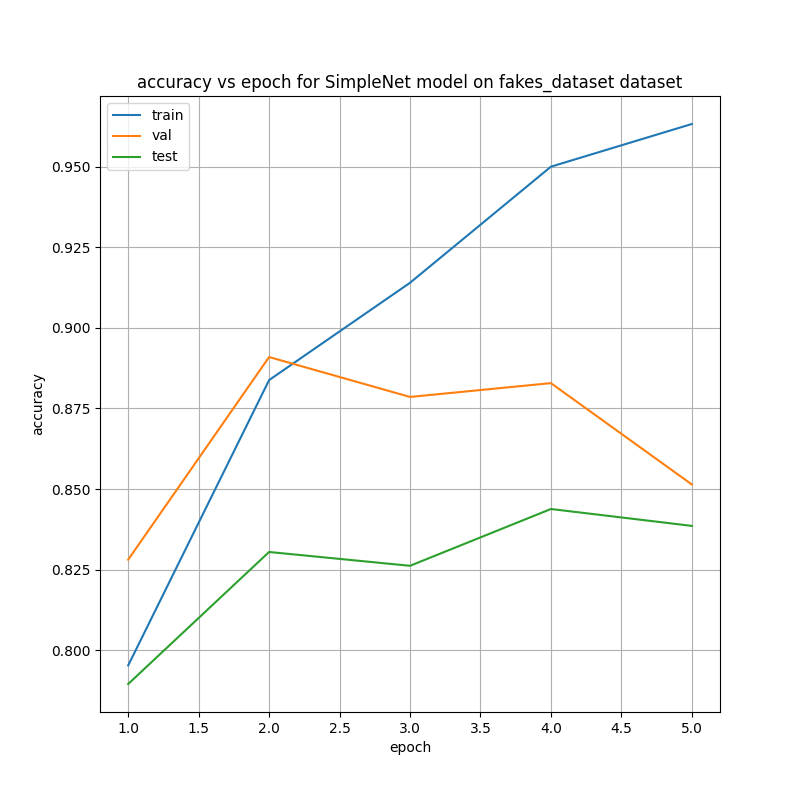 accuracy vs epoch for SimpleNet model on fakes_dataset dataset
train
val
test
0.950
0.925
0.900
0.875
0.850
0.825
0.800
accuracy
1.0 1.5 2.0 2.5 3.0 3.5 4.0 4.5 5.0
epoch